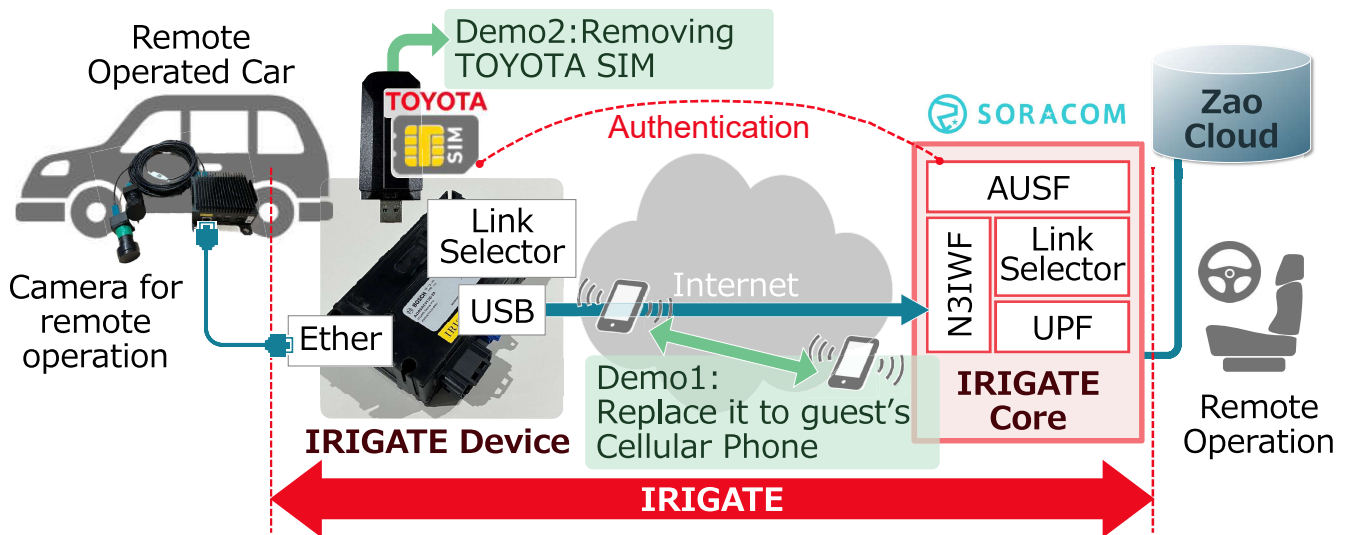 Remote
Operated Car
Demo2:Removing
TOYOTA SIM
TOYOTA
SIM
Authentication
SORACOM
Zao
Cloud
AUSF
N3IWF
Link
Selector
UPF
IRIGATE
Core
Link
Selector
USB
Internet
Ether
BOSCH
Camera for
remote
operation
IRIGATE Device
Demo1:
Replace it to guest's
Cellular Phone
Remote
Operation
IRIGATE